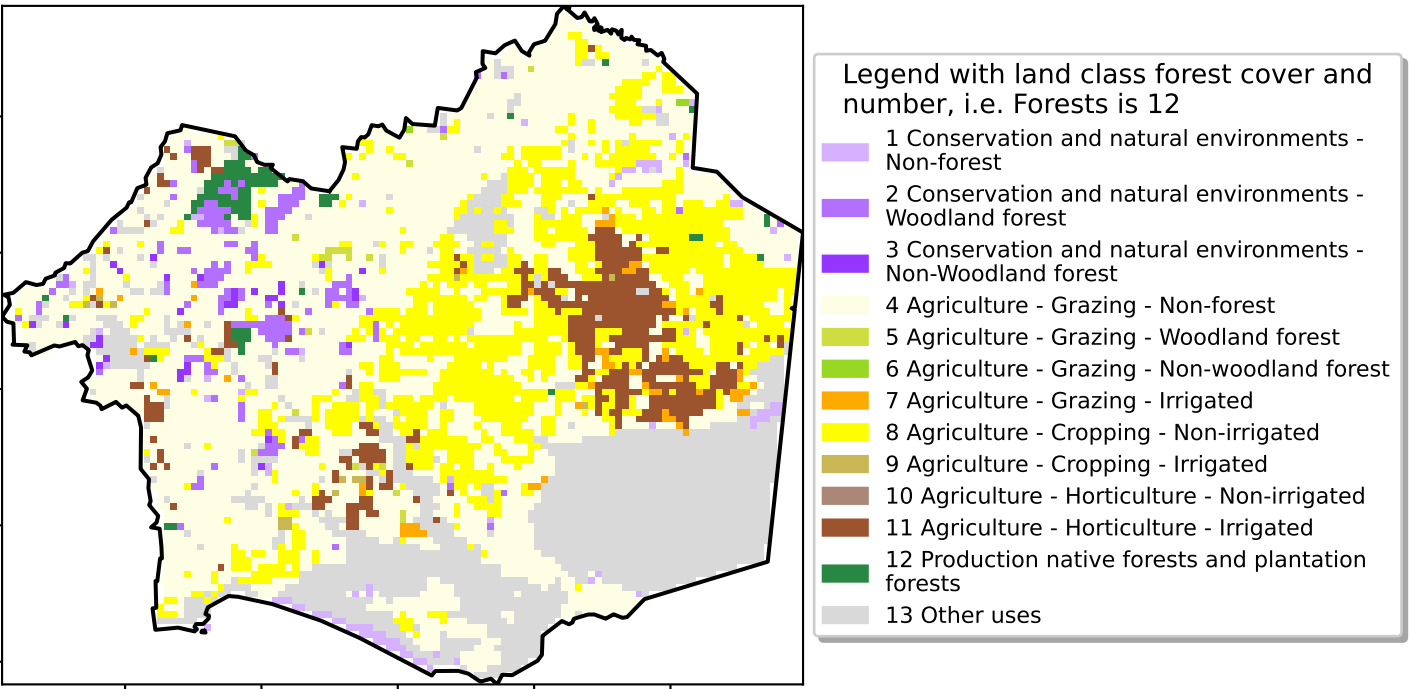 Legend with land class forest cover and
number, i.e. Forests is 12
1 Conservation and natural environments -
Non-forest
2 Conservation and natural environments -
Woodland forest
3 Conservation and natural environments -
Non-Woodland forest
4 Agriculture - Grazing - Non-forest
5 Agriculture - Grazing - Woodland forest
6 Agriculture - Grazing - Non-woodland forest
7 Agriculture - Grazing - Irrigated
8 Agriculture - Cropping - Non-irrigated
9 Agriculture - Cropping - Irrigated
10 Agriculture - Horticulture - Non-irrigated
11 Agriculture - Horticulture - Irrigated
12 Production native forests and plantation
forests
13 Other uses